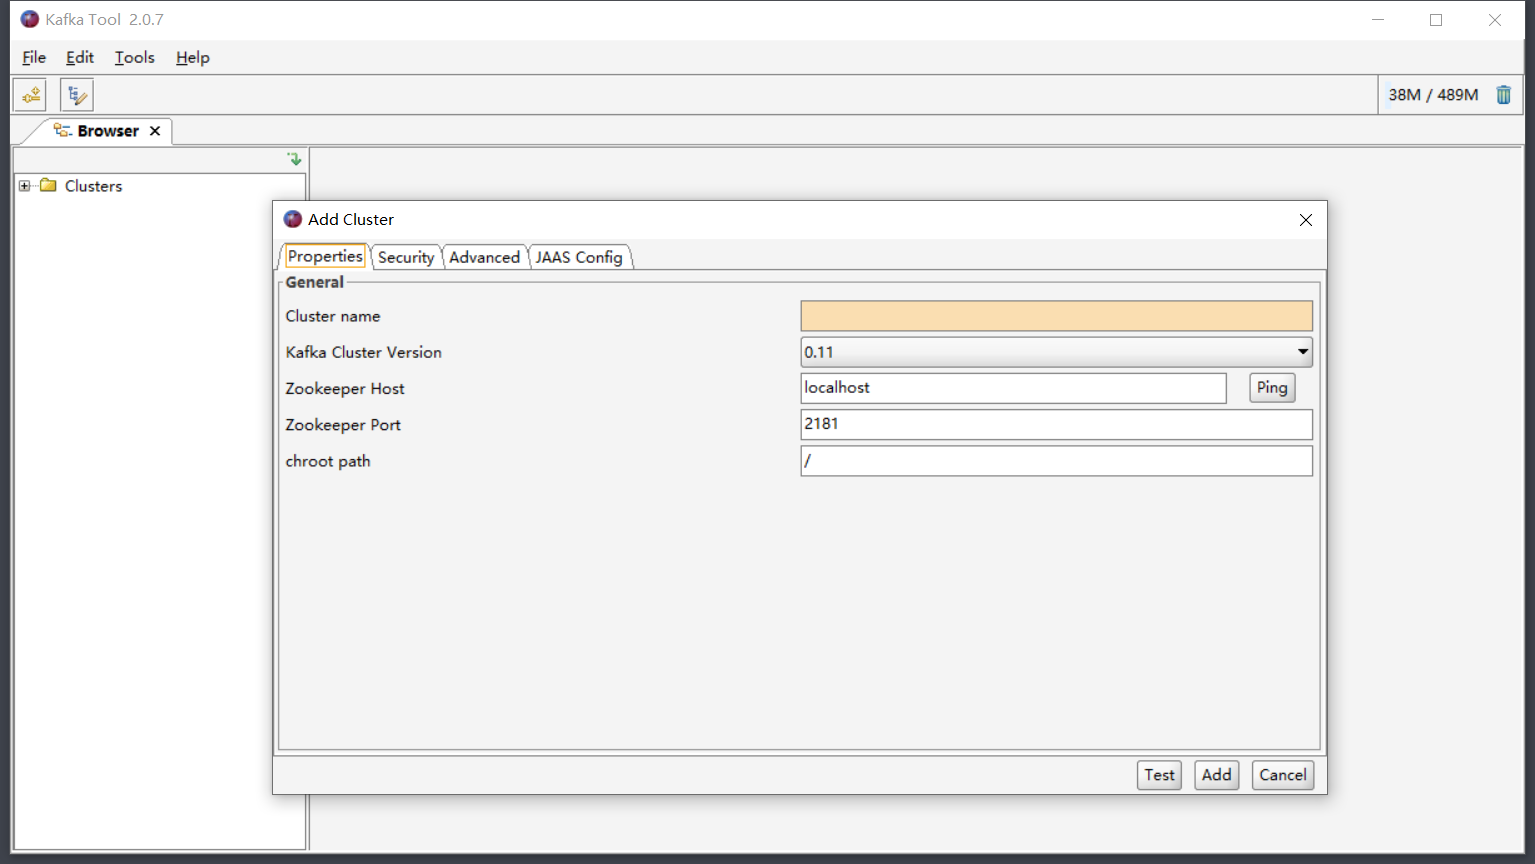 Kafka Tool 2.0.7
File Edit Tools Help
38M / 489M
Browser
Clusters
Add Cluster
Properties Security Advanced JAAS Config
General
Cluster name
Kafka Cluster Version 0.11
Zookeeper Host localhost Ping
Zookeeper Port 2181
chroot path /
Test Add Cancel